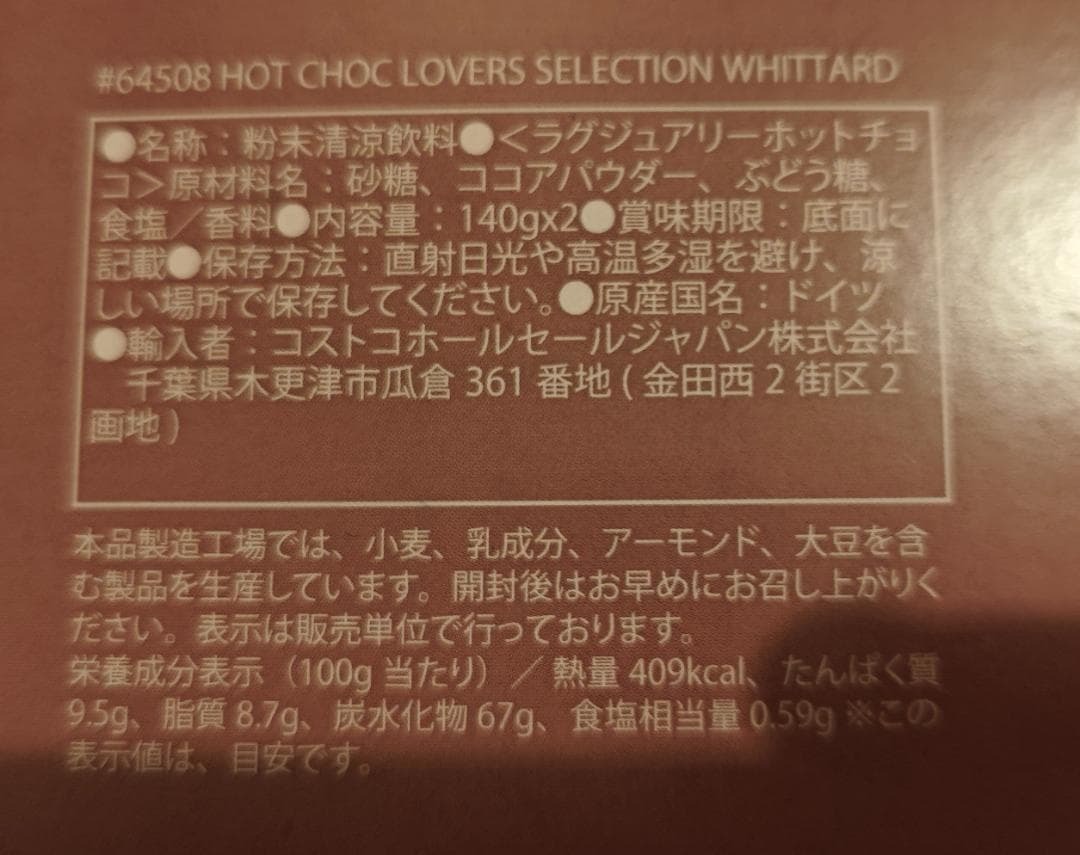 #64508 HOT CHOC LOVERS SELECTION WHITTARD
●名称：粉末清涼飲料●＜ラグジュアリーホットチョ
コ＞原材料名：砂糖、ココアパウダー、ぶどう糖、
食塩／香料●内容量：140gx2●賞味期限：底面に
記載●保存方法：直射日光や高温多湿を避け、涼
しい場所で保存してください。●原産国名：ドイツ
●輸入者：コストコホールセールジャパン株式会社
千葉県木更津市瓜倉 361 番地 ( 金田西 2 街区 2
画地 )
本品製造工場では、小麦、乳成分、アーモンド、大豆を含
む製品を生産しています。開封後はお早めにお召し上がりく
ださい。表示は販売単位で行っております。
栄養成分表示（100g 当たり）／熱量 409kcal、たんぱく質
9.5g、脂質 8.7g、炭水化物 67g、食塩相当量 0.59g ※この
表示値は、目安です。